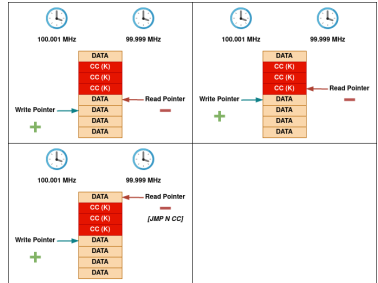 100.001 MHz 99.999 MHz
DATA
CC (K)
CC (K)
CC (K)
DATA Read Pointer
Write Pointer DATA
DATA
DATA
100.001 MHz 99.999 MHz
DATA
CC (K)
CC (K)
CC (K) Read Pointer
Write Pointer DATA
DATA
DATA
DATA
100.001 MHz 99.999 MHz
DATA Read Pointer
CC (K)
CC (K) [JMP N CC]
CC (K)
Write Pointer DATA
DATA
DATA
DATA